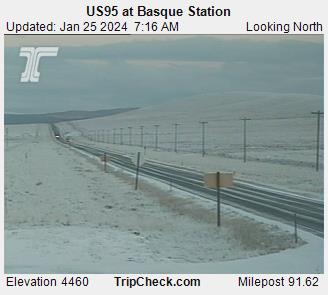 US95 at Basque Station
Updated: Jan 25 2024 7:16 AM Looking North
Elevation 4460 TripCheck.com Milepost 91.62